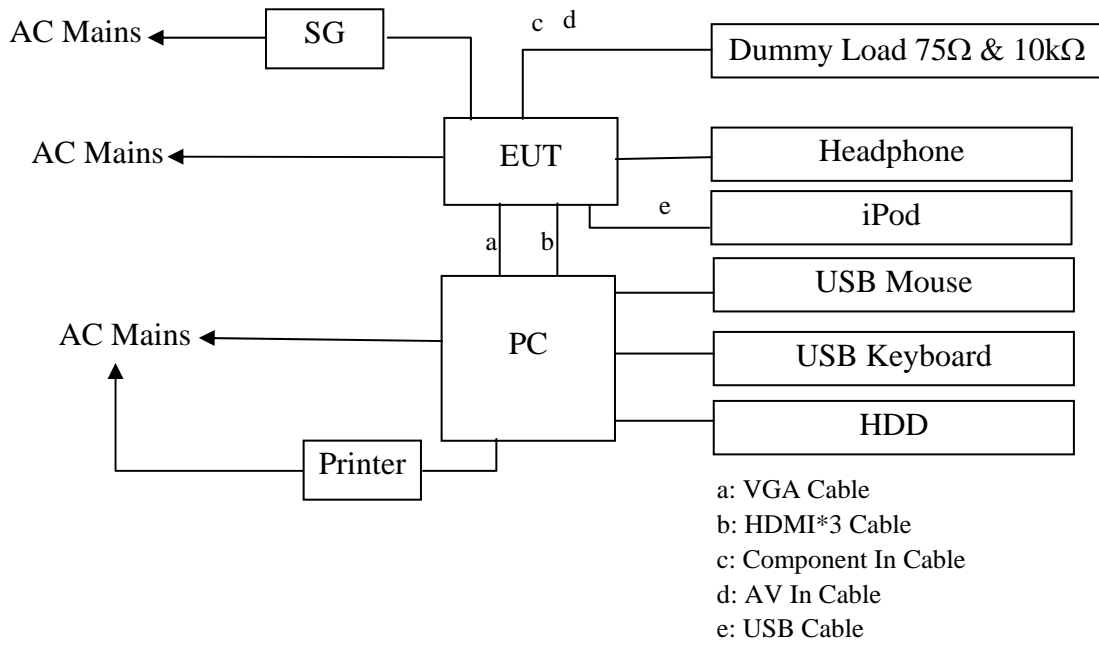 c d
AC Mains
SG
Dummy Load 75Ω & 10kΩ
AC Mains
EUT
Headphone
e
iPod
a
b
USB Mouse
AC Mains
PC
USB Keyboard
HDD
Printer
a: VGA Cable
b: HDMI*3 Cable
c: Component In Cable
d: AV In Cable
e: USB Cable